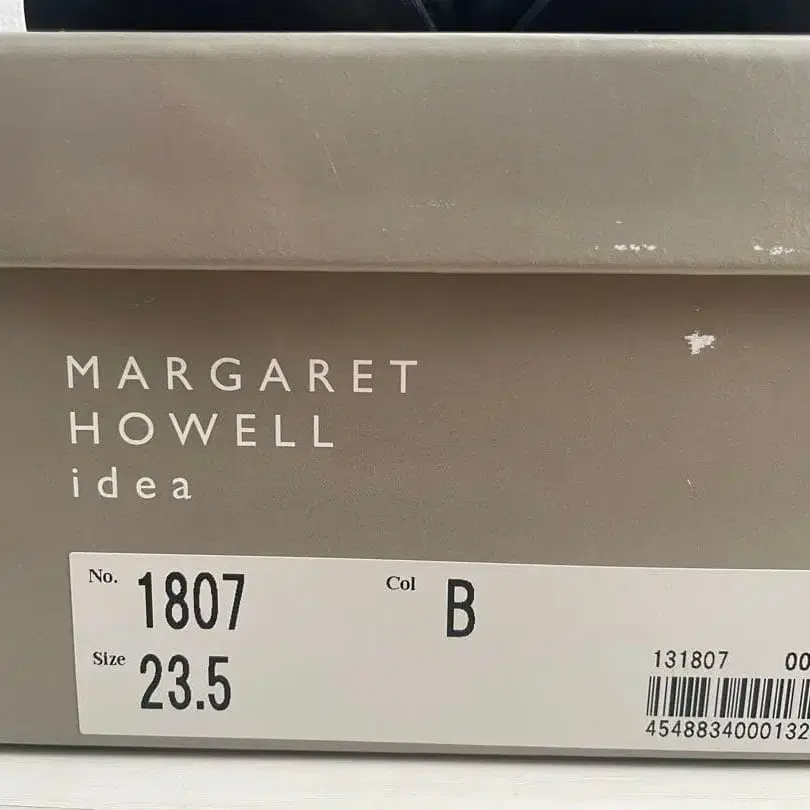 MARGARET
HOWELL
idea
No. 1807 Col B
Size 23.5
131807 00
4548834000132